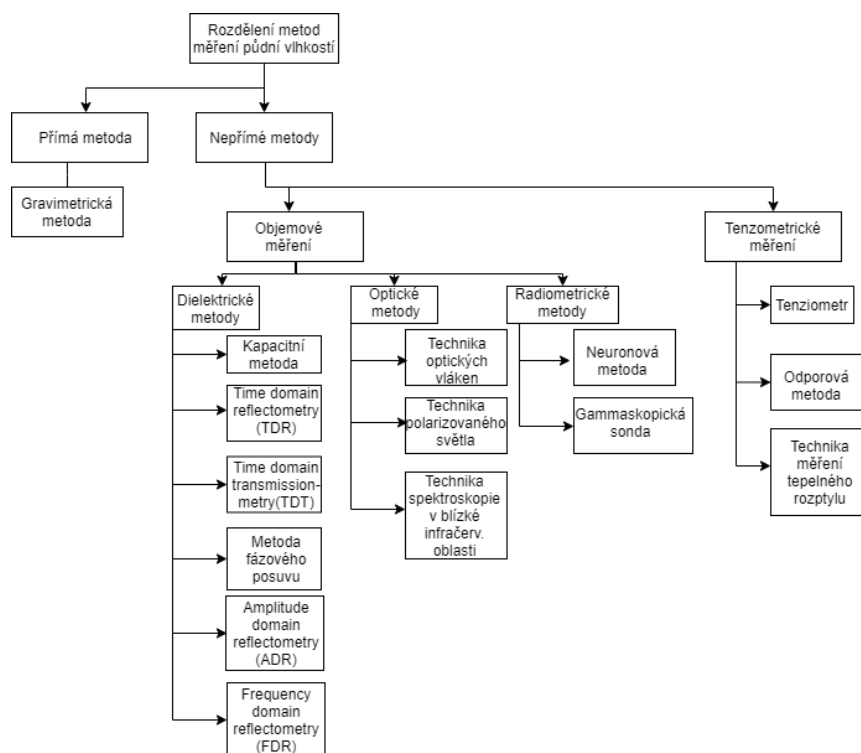 Rozdělení metod
měření půdní vlhkostí
Přímá metoda
Nepřímé metody
Gravimetrická
metoda
Objemové
měření
Tenzometrické
měření
Dielektrické
metody
Optické
metody
Radiometrické
metody
Tenziometr
Kapacitní
metoda
Technika
optických
vláken
Neuronová
metoda
Odporová
metoda
Time domain
reflectometry
(TDR)
Technika
polarizovaného
světla
Gammaskopická
sonda
Technika
měření
tepelného
rozptylu
Time domain
transmission-
metry(TDT)
Technika
spektroskopie
v blízké
infračerv.
oblasti
Metoda
fázového
posuvu
Amplitude
domain
reflectometry
(ADR)
Frequency
domain
reflectometry
(FDR)